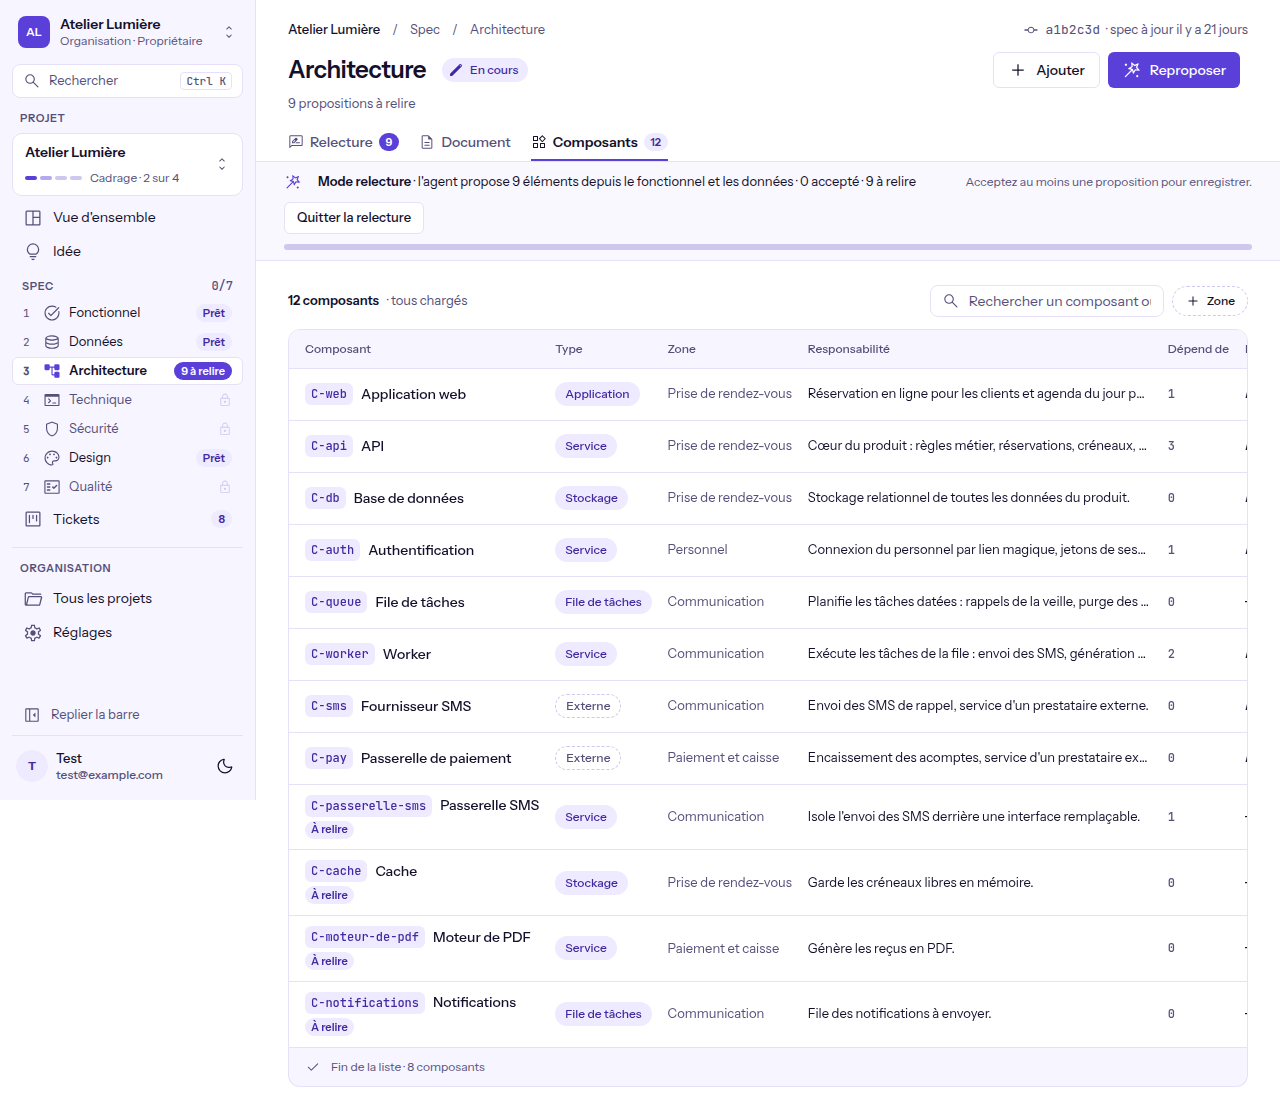 AL
Atelier Lumière
Organisation · Propriétaire
Rechercher
Ctrl K
PROJET
Atelier Lumière
Cadrage · 2 sur 4
Vue d'ensemble
Idée
SPEC 0/7
1 Fonctionnel Prêt
2 Données Prêt
3 Architecture 9 à relire
4 Technique
5 Sécurité
6 Design Prêt
7 Qualité
Tickets 8
ORGANISATION
Tous les projets
Réglages
Replier la barre
T
Test
test@example.com
Atelier Lumière / Spec / Architecture
a1b2c3d · spec à jour il y a 21 jours
Architecture
En cours
Ajouter
Reproposer
9 propositions à relire
Relecture 9
Document
Composants 12
Mode relecture · l'agent propose 9 éléments depuis le fonctionnel et les données · 0 accepté · 9 à relire
Acceptez au moins une proposition pour enregistrer.
Quitter la relecture
12 composants · tous chargés
Rechercher un composant
Zone
Composant Type Zone Responsabilité Dépend de
C-web Application web Application Prise de rendez-vous Réservation en ligne pour les clients et agenda du jour p… 1
C-api API Service Prise de rendez-vous Cœur du produit : règles métier, réservations, créneaux, … 3
C-db Base de données Stockage Prise de rendez-vous Stockage relationnel de toutes les données du produit. 0
C-auth Authentification Service Personnel Connexion du personnel par lien magique, jetons de ses… 1
C-queue File de tâches File de tâches Communication Planifie les tâches datées : rappels de la veille, purge des … 0
C-worker Worker Service Communication Exécute les tâches de la file : envoi des SMS, génération … 2
C-sms Fournisseur SMS Externe Communication Envoi des SMS de rappel, service d'un prestataire externe. 0
C-pay Passerelle de paiement Externe Paiement et caisse Encaissement des acomptes, service d'un prestataire ex… 0
C-passerelle-sms Passerelle SMS Service Communication Isole l'envoi des SMS derrière une interface remplaçable. 1
À relire
C-cache Cache Stockage Prise de rendez-vous Garde les créneaux libres en mémoire. 0
À relire
C-moteur-de-pdf Moteur de PDF Service Paiement et caisse Génère les reçus en PDF. 0
À relire
C-notifications Notifications File de tâches Communication File des notifications à envoyer. 0
À relire
Fin de la liste · 8 composants